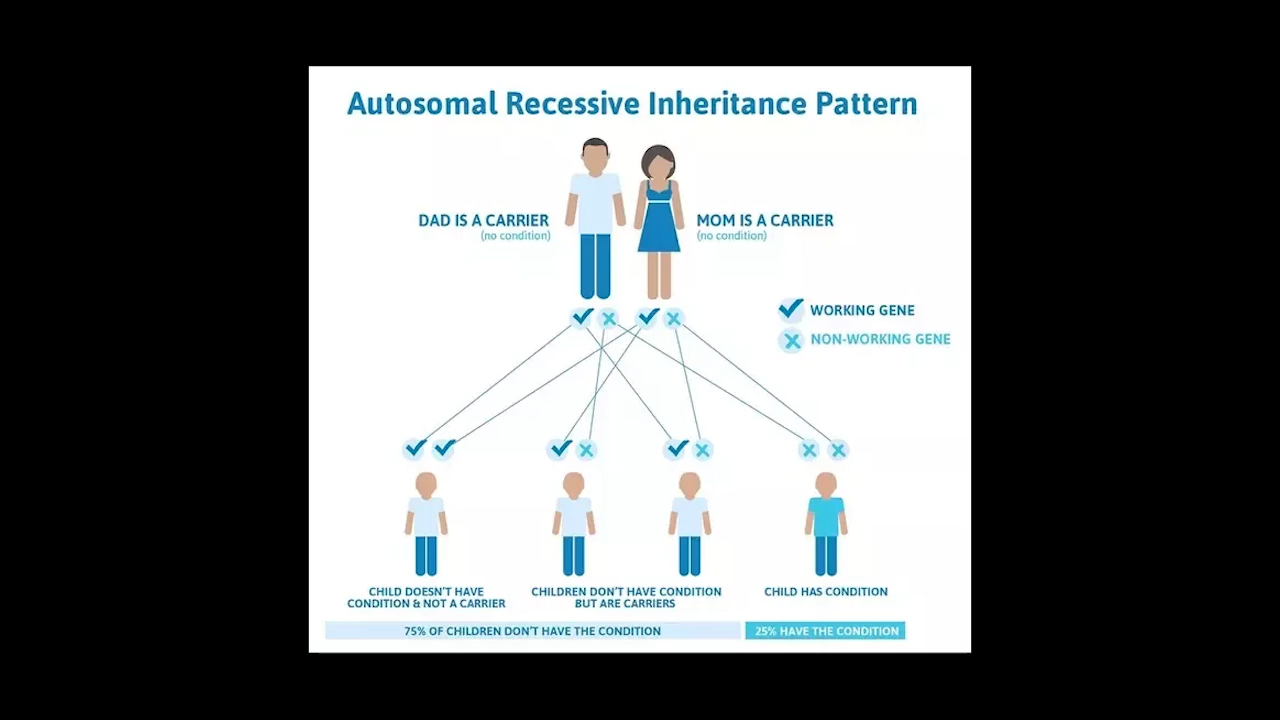 Autosomal Recessive Inheritance Pattern
DAD IS A CARRIER
(no condition)
MOM IS A CARRIER
(no condition)
WORKING GENE
NON-WORKING GENE
CHILD DOESN'T HAVE
CONDITION & NOT A CARRIER
CHILDREN DON'T HAVE CONDITION
BUT ARE CARRIERS
CHILD HAS CONDITION
75% OF CHILDREN DON'T HAVE THE CONDITION
25% HAVE THE CONDITION